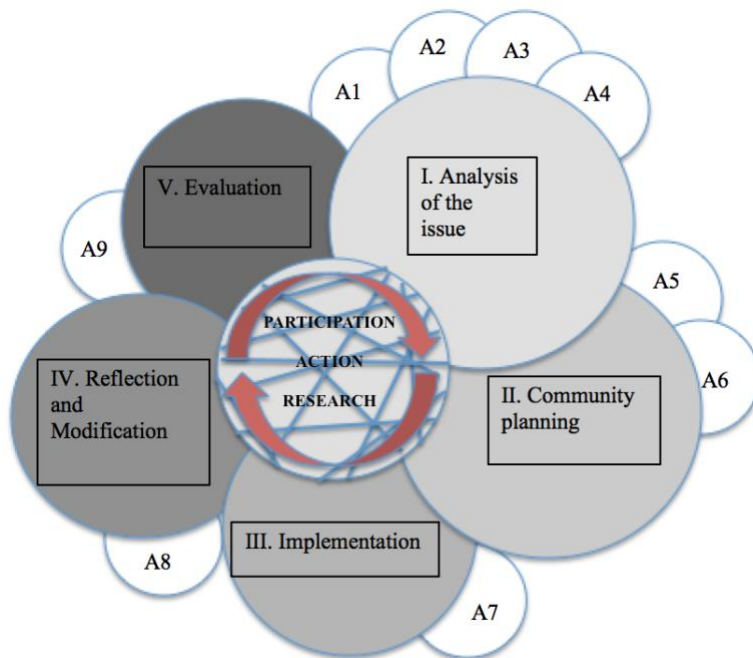 A1
A2
A3
A4
V. Evaluation
I. Analysis
of the
issue
A9
A5
PARTICIPATION
ACTION
RESEARCH
IV. Reflection
and
Modification
A6
II. Community
planning
III. Implementation
A8
A7